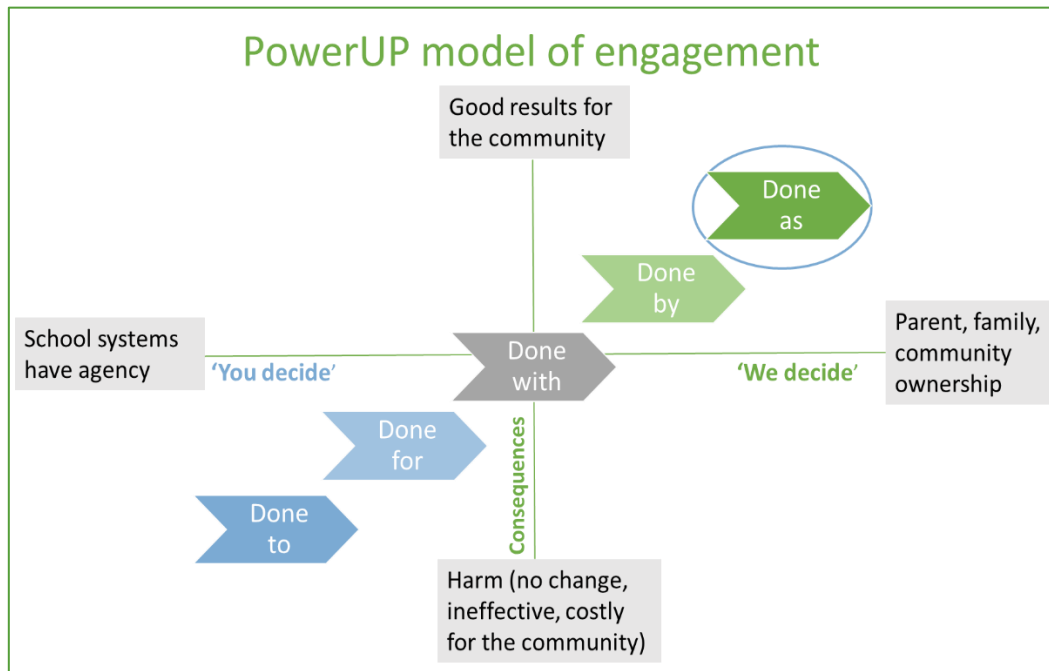 PowerUP model of engagement
Good results for
the community
Done
as
Done
by
School systems
have agency
'You decide'
Done
with
'We decide'
Parent, family,
community
ownership
Done
for
Consequences
Done
to
Harm (no change,
ineffective, costly
for the community)